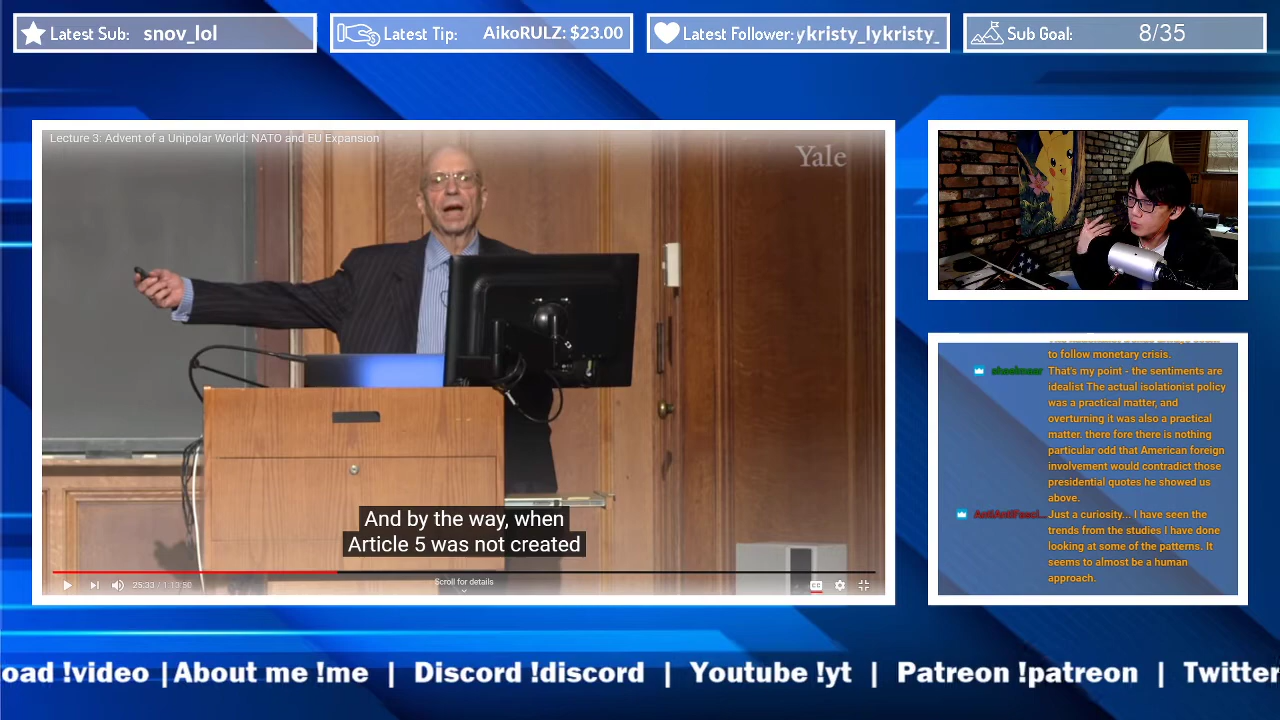 Latest Sub: snov_lol
Latest Tip: AikoRULZ: $23.00
Latest Follower: ykristy_lykristy_
Sub Goal: 8/35
Lecture 3: Advent of a Unipolar World: NATO and EU Expansion
Yale
And by the way, when
Article 5 was not created
25:33 / 1:13:50
Scroll for details
to follow monetary crisis.
That's my point - the sentiments are
idealist The actual isolationist policy
was a practical matter, and
overturning it was also a practical
matter. there fore there is nothing
particular odd that American foreign
involvement would contradict those
presidential quotes he showed us
above.
AntiAntiFasci... Just a curiosity... I have seen the
trends from the studies I have done
looking at some of the patterns. It
seems to almost be a human
approach.
oad !video | About me !me | Discord !discord | Youtube !yt | Patreon !patreon | Twitter